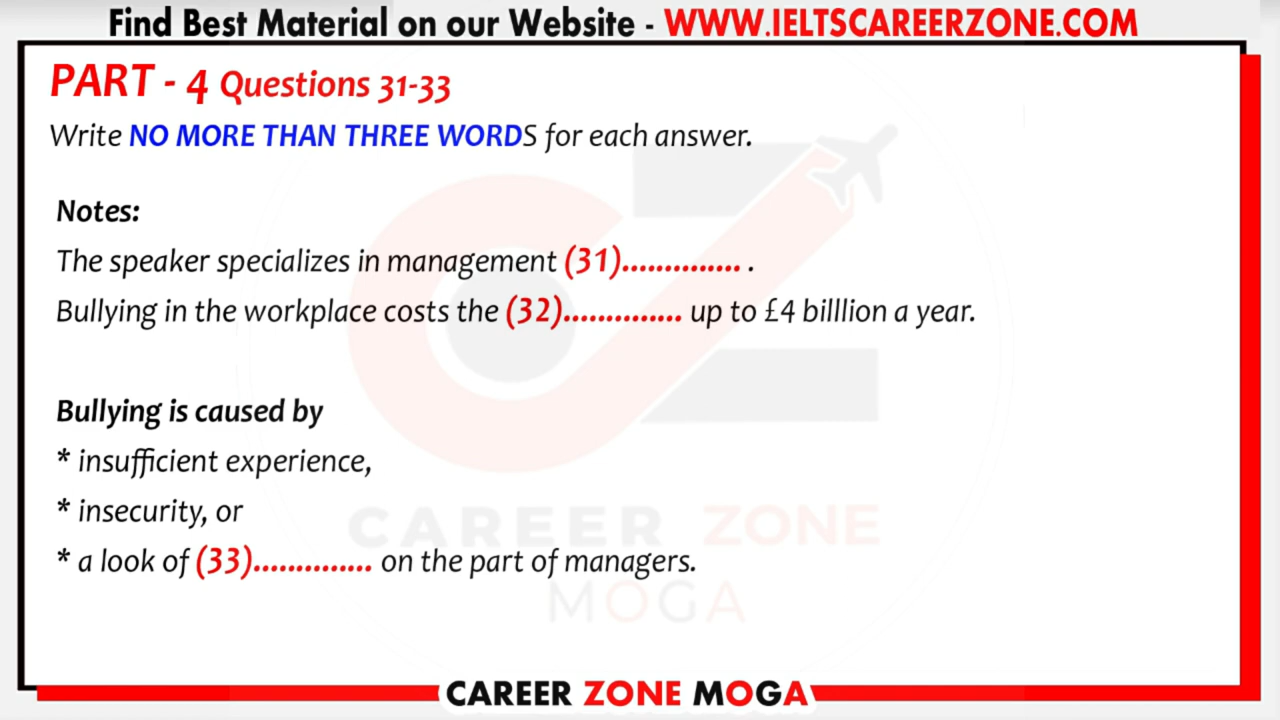 Find Best Material on our Website - WWW.IELTSCAREERZONE.COM
PART - 4 Questions 31-33
Write NO MORE THAN THREE WORDS for each answer.
Notes:
The speaker specializes in management (31).............. .
Bullying in the workplace costs the (32).............. up to £4 billlion a year.
Bullying is caused by
* insufficient experience,
* insecurity, or
* a look of (33).............. on the part of managers.
CAREER ZONE
MOGA
CAREER ZONE MOGA